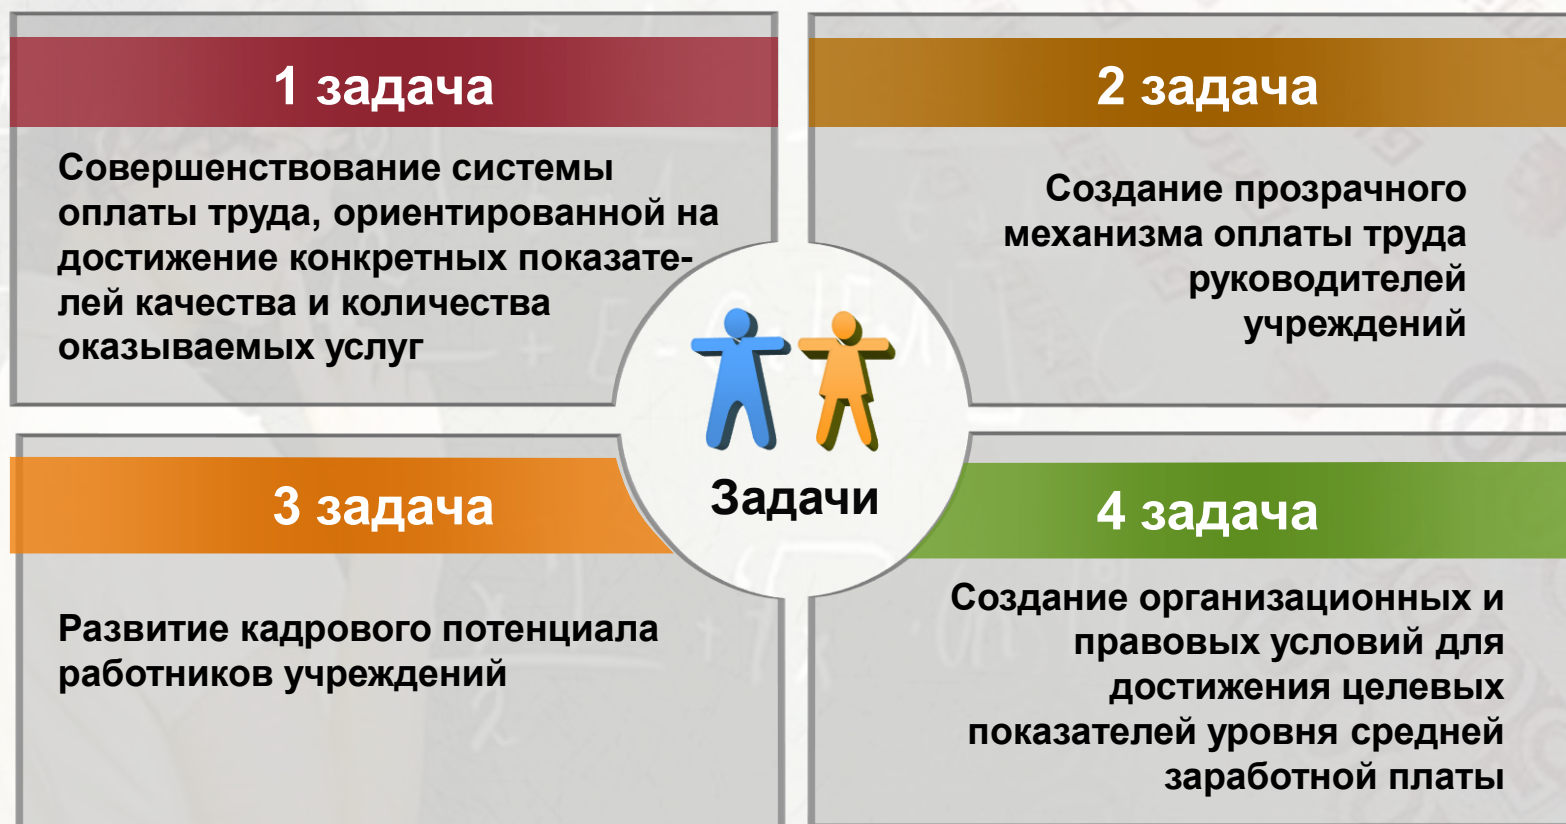 1 задача
Совершенствование системы
оплаты труда, ориентированной на
достижение конкретных показате-
лей качества и количества
оказываемых услуг
2 задача
Создание прозрачного
механизма оплаты труда
руководителей
учреждений
Задачи
3 задача
Развитие кадрового потенциала
работников учреждений
4 задача
Создание организационных и
правовых условий для
достижения целевых
показателей уровня средней
заработной платы